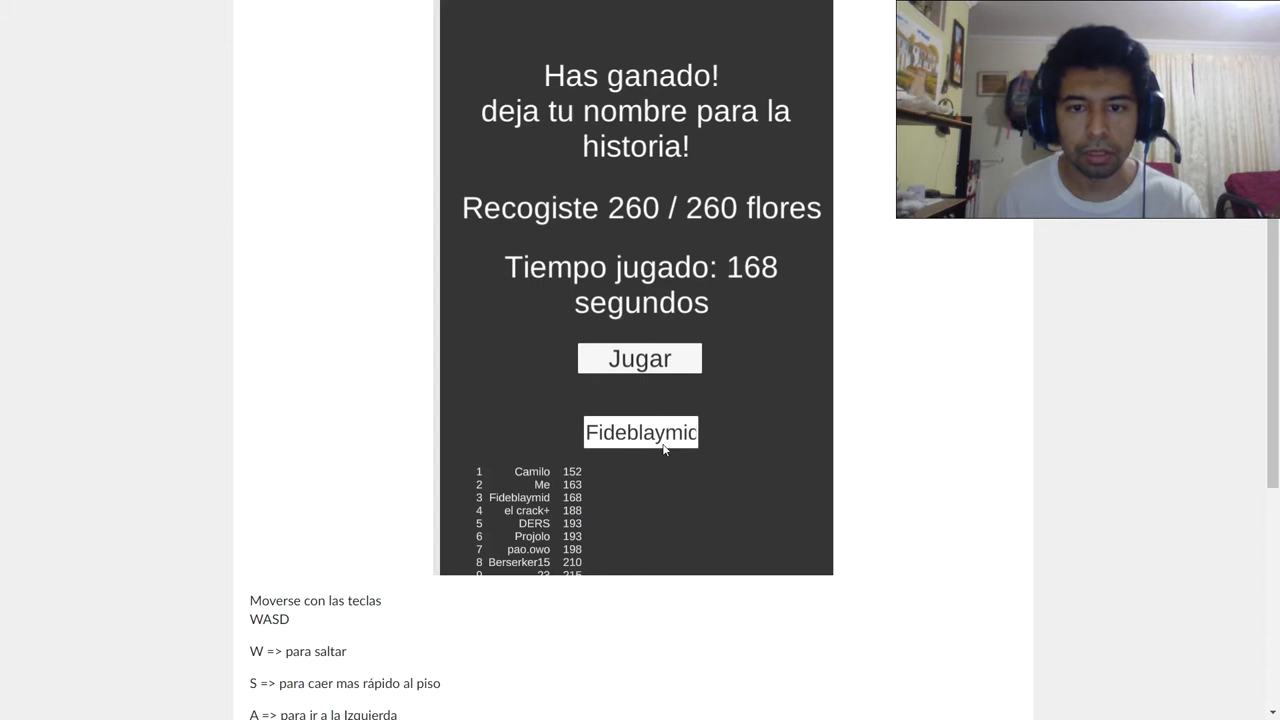 Has ganado!
deja tu nombre para la
historia!
Recogiste 260 / 260 flores
Tiempo jugado: 168
segundos
Jugar
Fideblaymid
1 Camilo 152
2 Me 163
3 Fideblaymid 168
4 el crack+ 188
5 DERS 193
6 Projolo 193
7 pao.owo 198
8 Berserker15 210
Moverse con las teclas
WASD
W => para saltar
S => para caer mas rápido al piso
A => para ir a la Izquierda